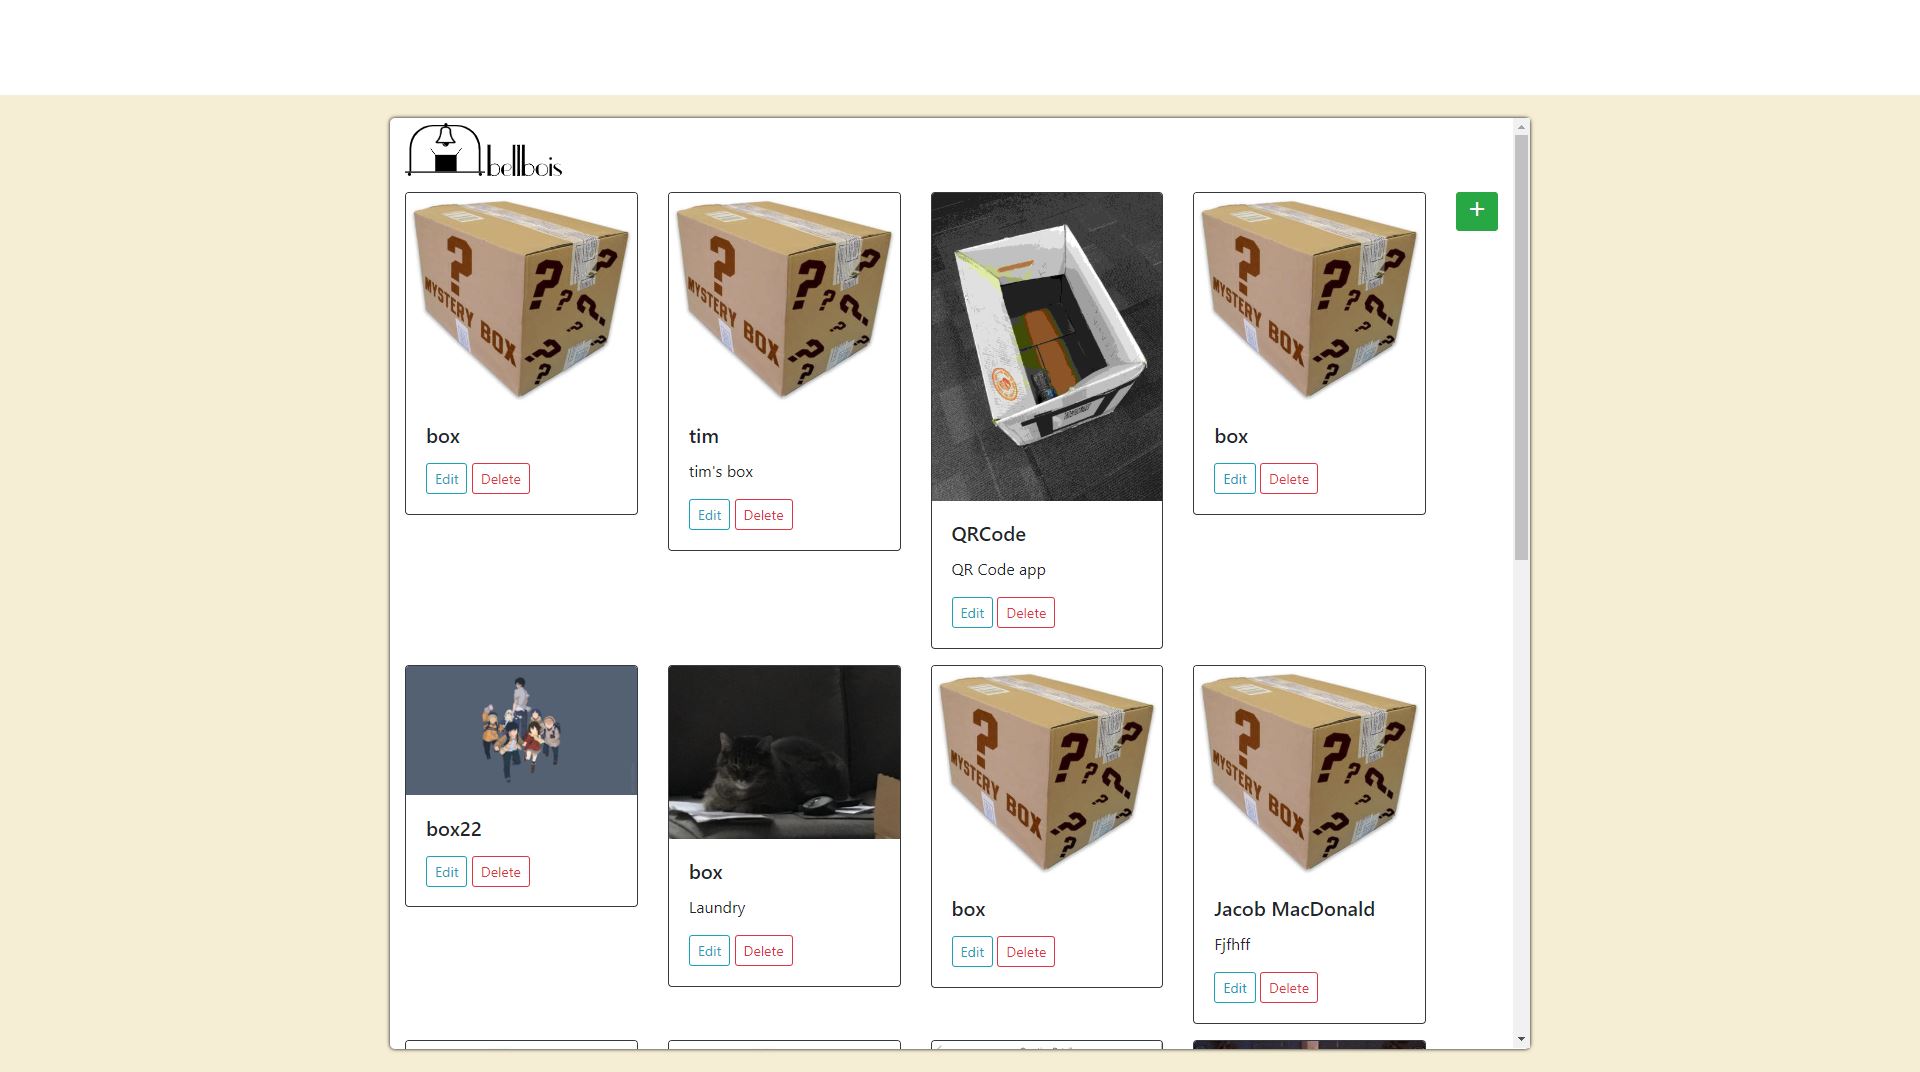 bellbois
+
MYSTERY BOX
box
Edit Delete
MYSTERY BOX
tim
tim's box
Edit Delete
QRCode
QR Code app
Edit Delete
MYSTERY BOX
box
Edit Delete
box22
Edit Delete
box
Laundry
Edit Delete
MYSTERY BOX
box
Edit Delete
MYSTERY BOX
Jacob MacDonald
Fjfhff
Edit Delete